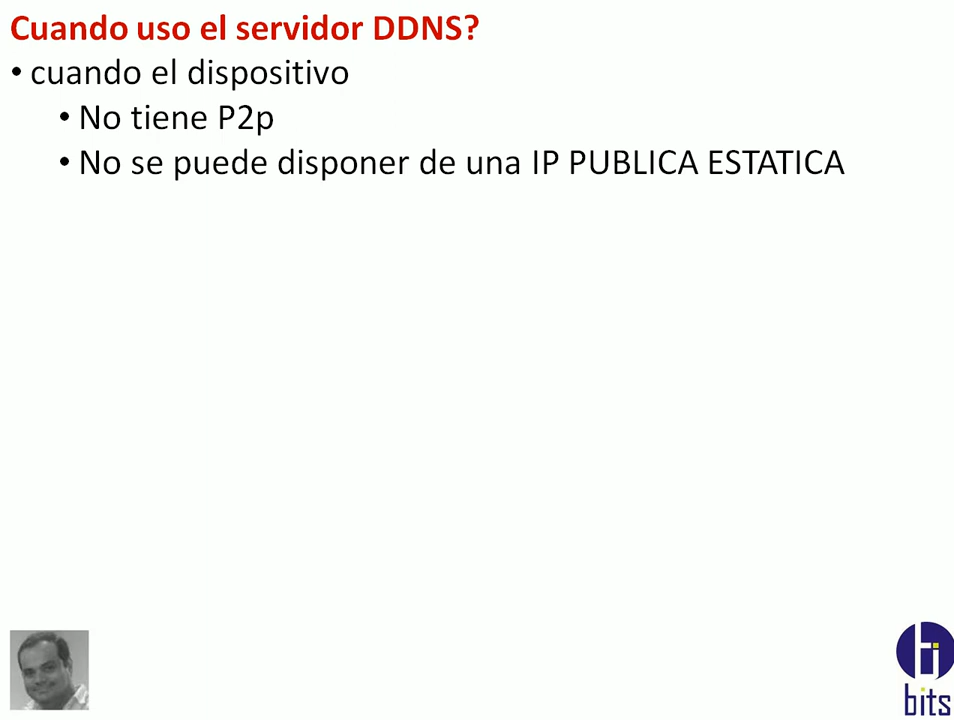 Cuando uso el servidor DDNS?
• cuando el dispositivo
• No tiene P2p
• No se puede disponer de una IP PUBLICA ESTATICA
bits